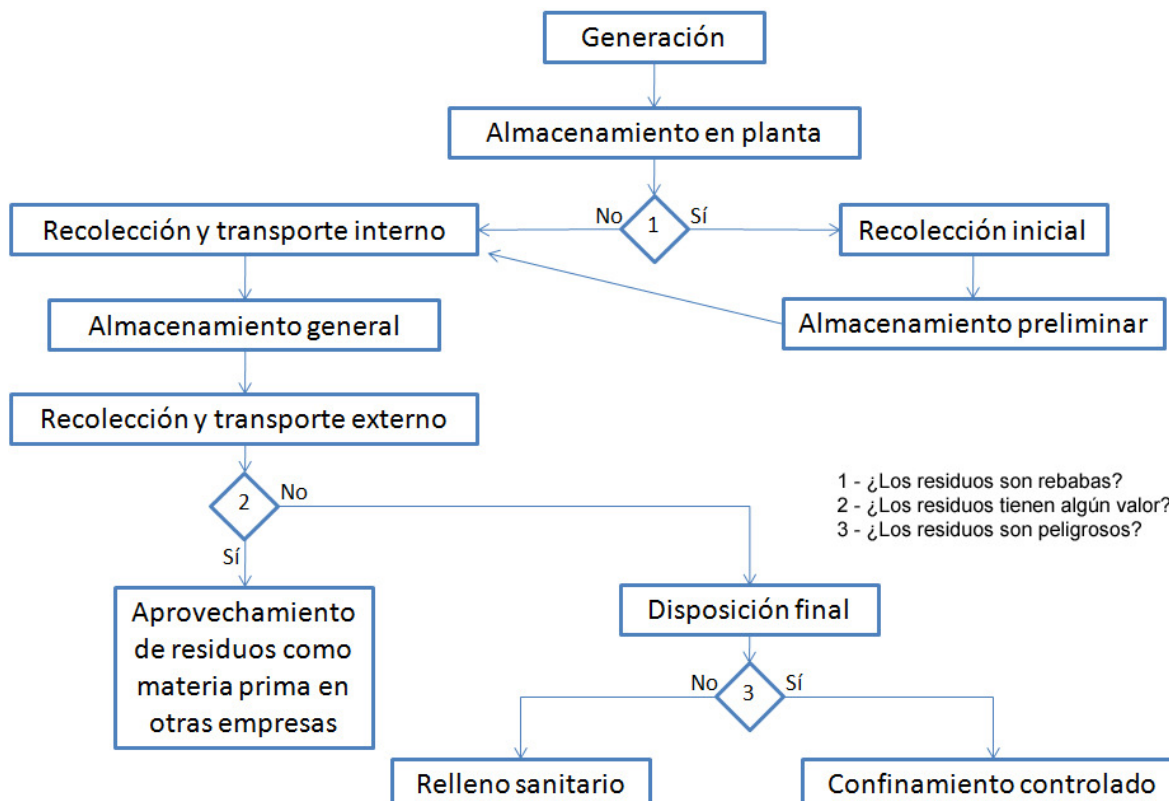 Generación
Almacenamiento en planta
No
1
Sí
Recolección y transporte interno
Recolección inicial
Almacenamiento general
Almacenamiento preliminar
Recolección y transporte externo
2
No
Sí
1 - ¿Los residuos son rebabas?
2 - ¿Los residuos tienen algún valor?
3 - ¿Los residuos son peligrosos?
Aprovechamiento
de residuos como
materia prima en
otras empresas
Disposición final
No
3
Sí
Relleno sanitario
Confinamiento controlado